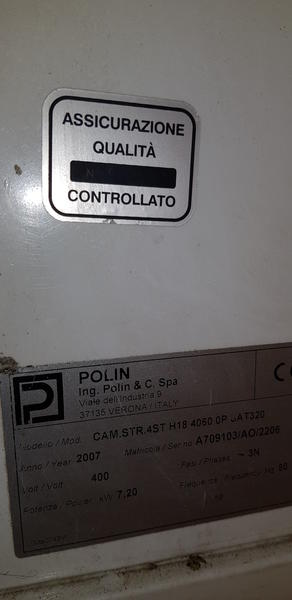 ASSICURAZIONE
QUALITÀ
N
CONTROLLATO
POLIN
Ing. Polin & C. Spa
Viale dell'Industria 9
37135 VERONA / ITALY
Modello / Mod. CAM.STR.4ST H18 4060 0P
Anno / Year 2007 Matricola / Ser no A709103/AO/2206
Volt / Volt 400 Fasi / Phases ~ 3N
Potenza / Power kW 7,20 Frequenza / Frequency Hz